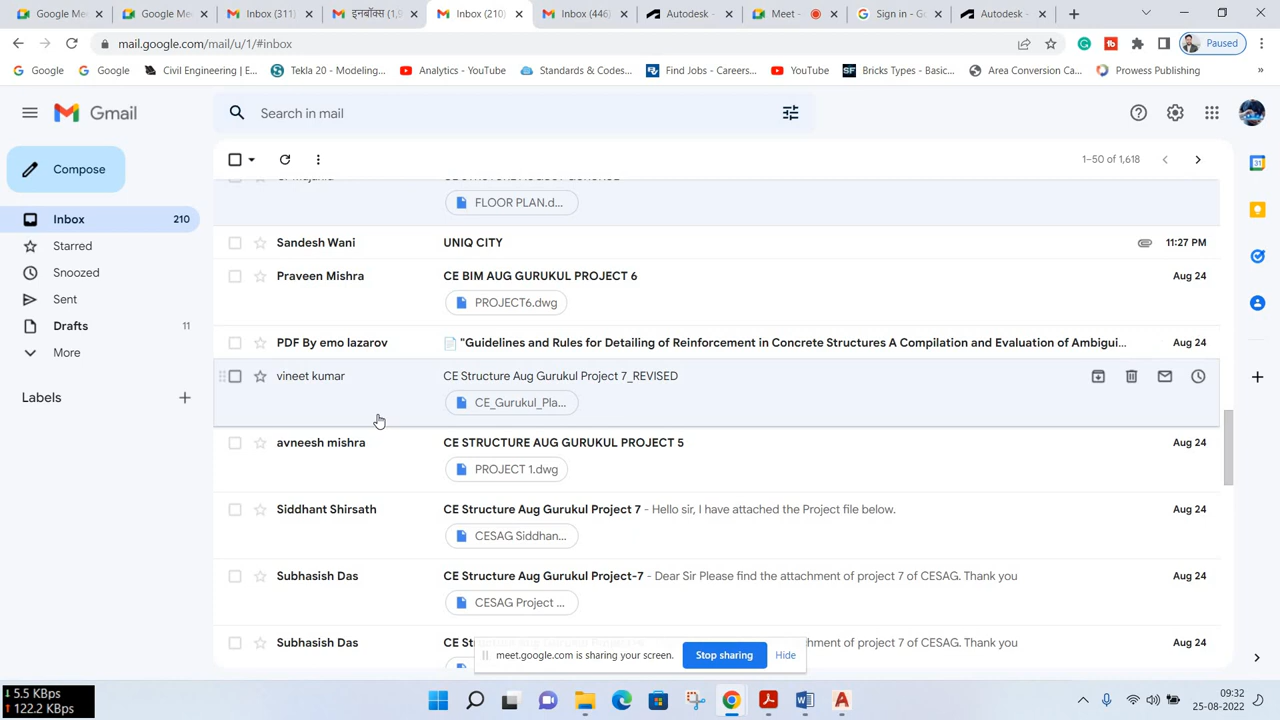 Google Me
Google Me
Inbox (311)
इनबॉक्स (1,9
Inbox (210)
Inbox (446)
Autodesk -
Meet -
Sign in - Go
Autodesk -
mail.google.com/mail/u/1/#inbox
Paused
Google
Google
Civil Engineering | E...
Tekla 20 - Modeling...
Analytics - YouTube
Standards & Codes...
Find Jobs - Careers...
YouTube
Bricks Types - Basic...
Area Conversion Ca...
Prowess Publishing
Gmail
Search in mail
Compose
1–50 of 1,618
Inbox 210
Starred
Snoozed
Sent
Drafts 11
More
Labels
FLOOR PLAN.d...
Sandesh Wani UNIQ CITY 11:27 PM
Praveen Mishra CE BIM AUG GURUKUL PROJECT 6 Aug 24
PROJECT6.dwg
PDF By emo lazarov "Guidelines and Rules for Detailing of Reinforcement in Concrete Structures A Compilation and Evaluation of Ambigui... Aug 24
vineet kumar CE Structure Aug Gurukul Project 7_REVISED
CE_Gurukul_Pla...
avneesh mishra CE STRUCTURE AUG GURUKUL PROJECT 5 Aug 24
PROJECT 1.dwg
Siddhant Shirsath CE Structure Aug Gurukul Project 7 - Hello sir, I have attached the Project file below. Aug 24
CESAG Siddhan...
Subhasish Das CE Structure Aug Gurukul Project-7 - Dear Sir Please find the attachment of project 7 of CESAG. Thank you Aug 24
CESAG Project ...
Subhasish Das CE St attachment of project 7 of CESAG. Thank you Aug 24
meet.google.com is sharing your screen. Stop sharing Hide
5.5 KBps
122.2 KBps
09:32
25-08-2022